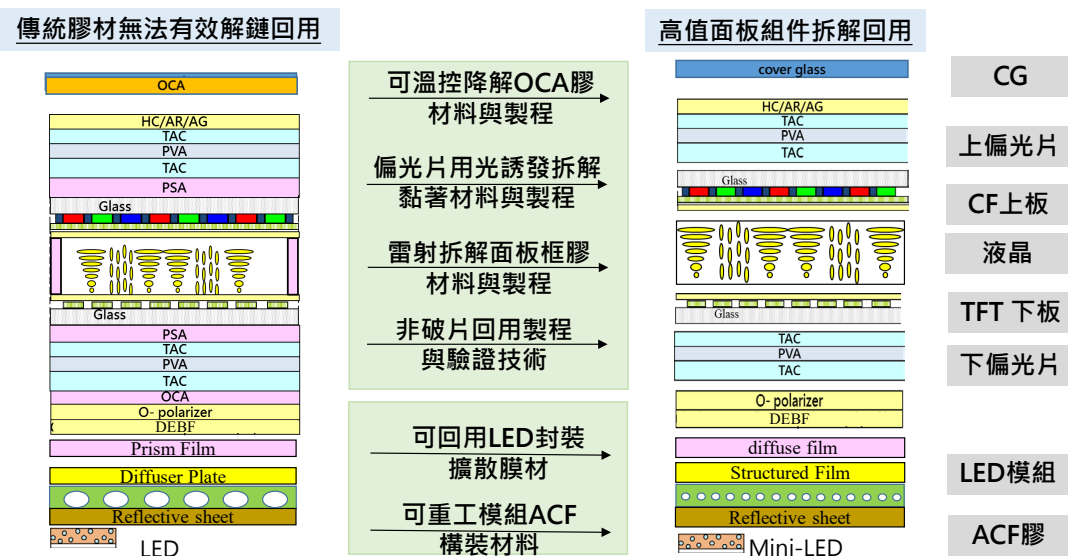 傳統膠材無法有效解鏈回用
OCA
HC/AR/AG
TAC
PVA
TAC
PSA
Glass
Glass
PSA
TAC
PVA
TAC
OCA
O- polarizer
DEBF
Prism Film
Diffuser Plate
Reflective sheet
LED
可溫控降解OCA膠
材料與製程
偏光片用光誘發拆解
黏著材料與製程
雷射拆解面板框膠
材料與製程
非破片回用製程
與驗證技術
可回用LED封裝
擴散膜材
可重工模組ACF
構裝材料
高值面板組件拆解回用
cover glass
HC/AR/AG
TAC
PVA
TAC
Glass
Glass
TAC
PVA
TAC
O- polarizer
DEBF
diffuse film
Structured Film
Reflective sheet
Mini-LED
CG
上偏光片
CF上板
液晶
TFT 下板
下偏光片
LED模組
ACF膠